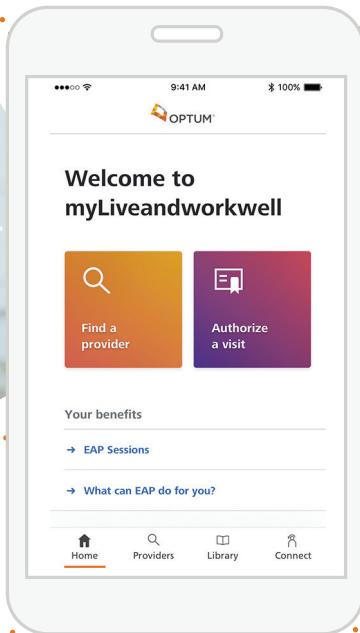 9:41 AM
100%
OPTUM
Welcome to
myLiveandworkwell
Find a
provider
Authorize
a visit
Your benefits
→ EAP Sessions
→ What can EAP do for you?
Home
Providers
Library
Connect